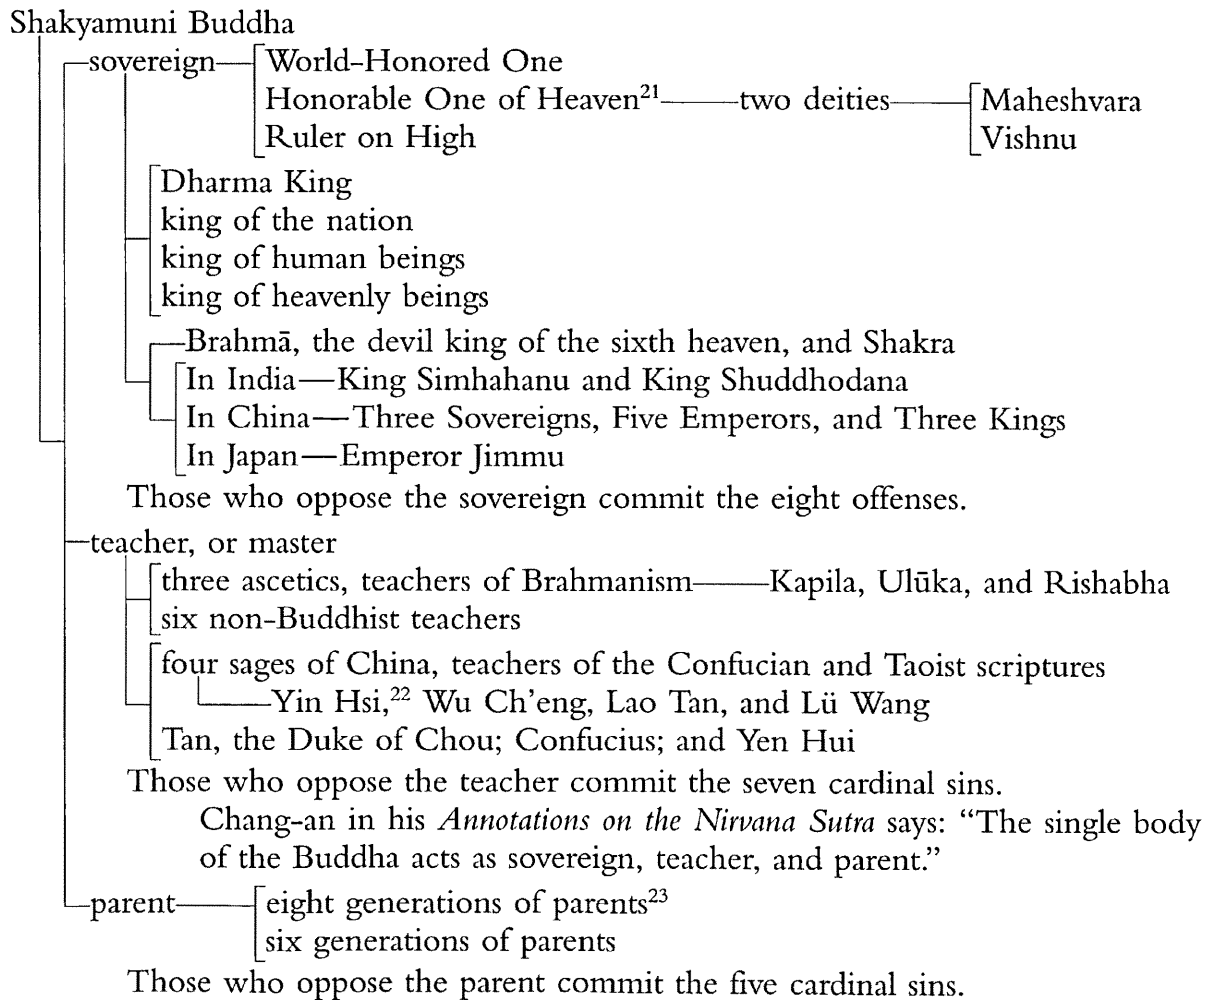 Shakyamuni Buddha
sovereign World-Honored One
Honorable One of Heaven²¹ two deities Maheshvara
Ruler on High Vishnu
Dharma King
king of the nation
king of human beings
king of heavenly beings
Brahmā, the devil king of the sixth heaven, and Shakra
In India—King Simhahanu and King Shuddhodana
In China—Three Sovereigns, Five Emperors, and Three Kings
In Japan—Emperor Jimmu
Those who oppose the sovereign commit the eight offenses.
teacher, or master
three ascetics, teachers of Brahmanism——Kapila, Ulūka, and Rishabha
six non-Buddhist teachers
four sages of China, teachers of the Confucian and Taoist scriptures
Yin Hsi,²² Wu Ch'eng, Lao Tan, and Lü Wang
Tan, the Duke of Chou; Confucius; and Yen Hui
Those who oppose the teacher commit the seven cardinal sins.
Chang-an in his Annotations on the Nirvana Sutra says: “The single body
of the Buddha acts as sovereign, teacher, and parent.”
parent eight generations of parents²³
six generations of parents
Those who oppose the parent commit the five cardinal sins.